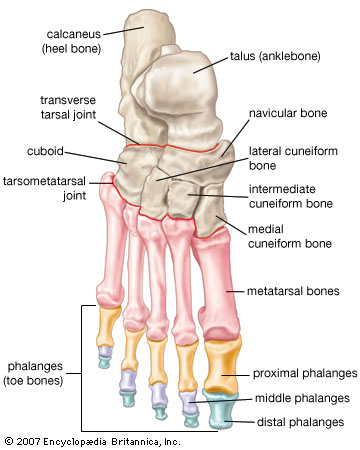 calcaneus
(heel bone)
talus (anklebone)
transverse
tarsal joint
navicular bone
cuboid
lateral cuneiform
bone
tarsometatarsal
joint
intermediate
cuneiform bone
medial
cuneiform bone
metatarsal bones
phalanges
(toe bones)
proximal phalanges
middle phalanges
distal phalanges
© 2007 Encyclopædia Britannica, Inc.